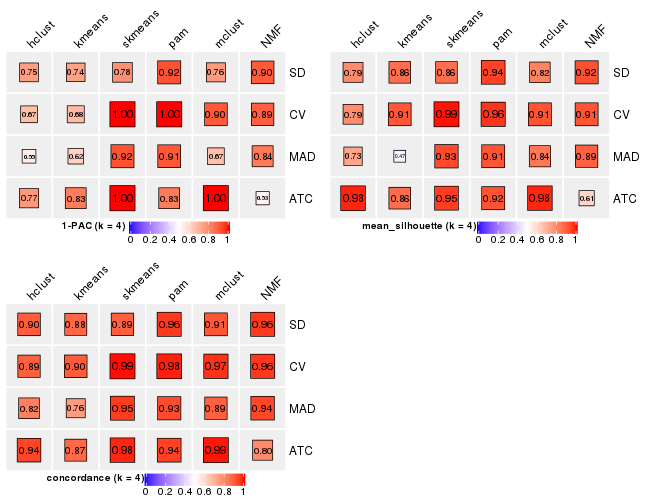 hclust kmeans skmeans pam mclust NMF
0.75 0.74 0.78 0.92 0.76 0.90 SD
0.67 0.68 1.00 1.00 0.90 0.89 CV
0.55 0.62 0.92 0.91 0.67 0.84 MAD
0.77 0.83 1.00 0.83 1.00 0.53 ATC
1-PAC (k = 4)
0 0.2 0.4 0.6 0.8 1
hclust kmeans skmeans pam mclust NMF
0.79 0.86 0.86 0.94 0.82 0.92 SD
0.79 0.91 0.99 0.96 0.91 0.91 CV
0.73 0.47 0.93 0.91 0.84 0.89 MAD
0.98 0.86 0.95 0.92 0.98 0.61 ATC
mean_silhouette (k = 4)
0 0.2 0.4 0.6 0.8 1
hclust kmeans skmeans pam mclust NMF
0.90 0.88 0.89 0.96 0.91 0.96 SD
0.89 0.90 0.99 0.98 0.97 0.96 CV
0.82 0.76 0.95 0.93 0.89 0.94 MAD
0.94 0.87 0.98 0.94 0.99 0.80 ATC
concordance (k = 4)
0 0.2 0.4 0.6 0.8 1